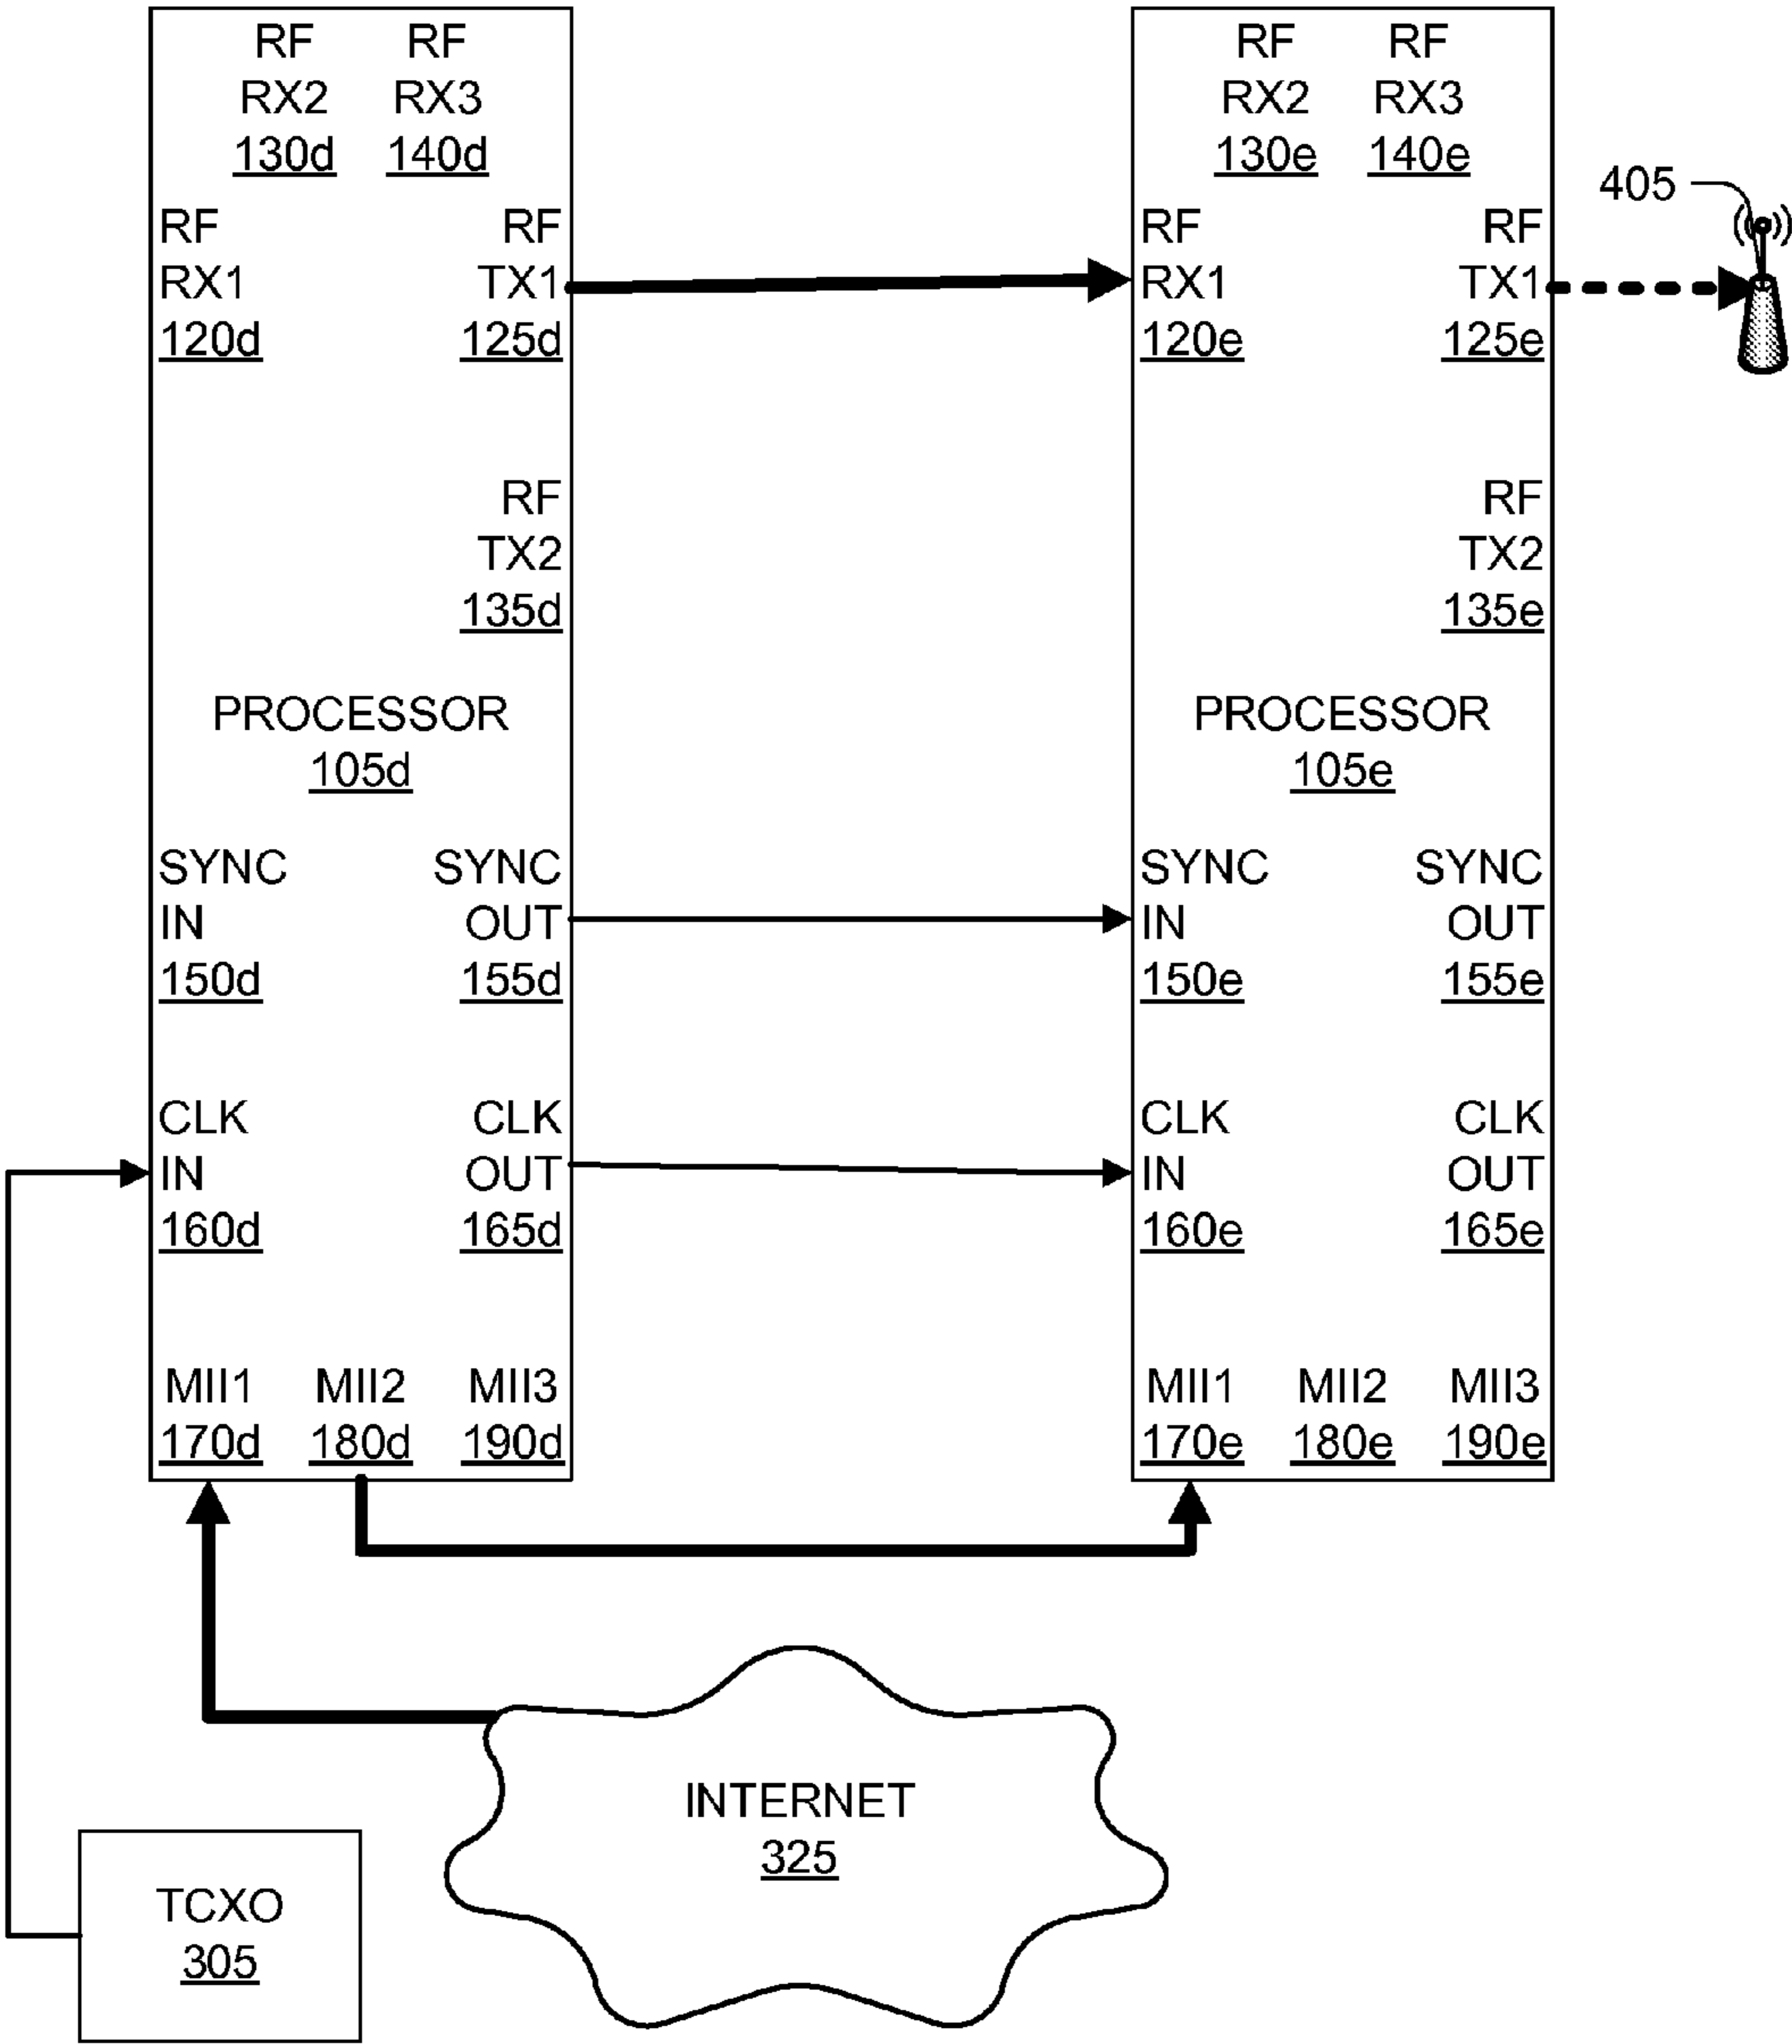 RF
RX2
130d
RF
RX3
140d
RF
RX1
120d
RF
TX1
125d
RF
TX2
135d
PROCESSOR
105d
SYNC
IN
150d
SYNC
OUT
155d
CLK
IN
160d
CLK
OUT
165d
MII1
170d
MII2
180d
MII3
190d
RF
RX2
130e
RF
RX3
140e
RF
RX1
120e
RF
TX1
125e
RF
TX2
135e
PROCESSOR
105e
SYNC
IN
150e
SYNC
OUT
155e
CLK
IN
160e
CLK
OUT
165e
MII1
170e
MII2
180e
MII3
190e
405
INTERNET
325
TCXO
305